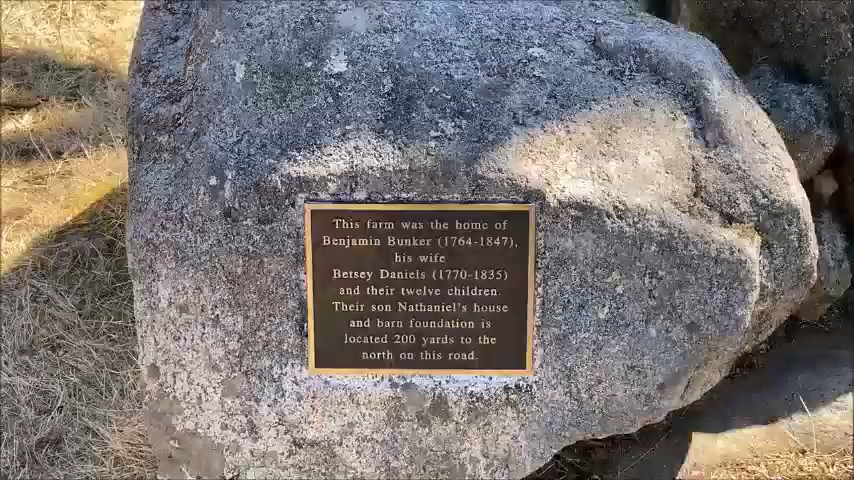 This farm was the home of
Benjamin Bunker (1764-1847),
his wife
Betsey Daniels (1770-1835)
and their twelve children.
Their son Nathaniel's house
and barn foundation is
located 200 yards to the
north on this road.